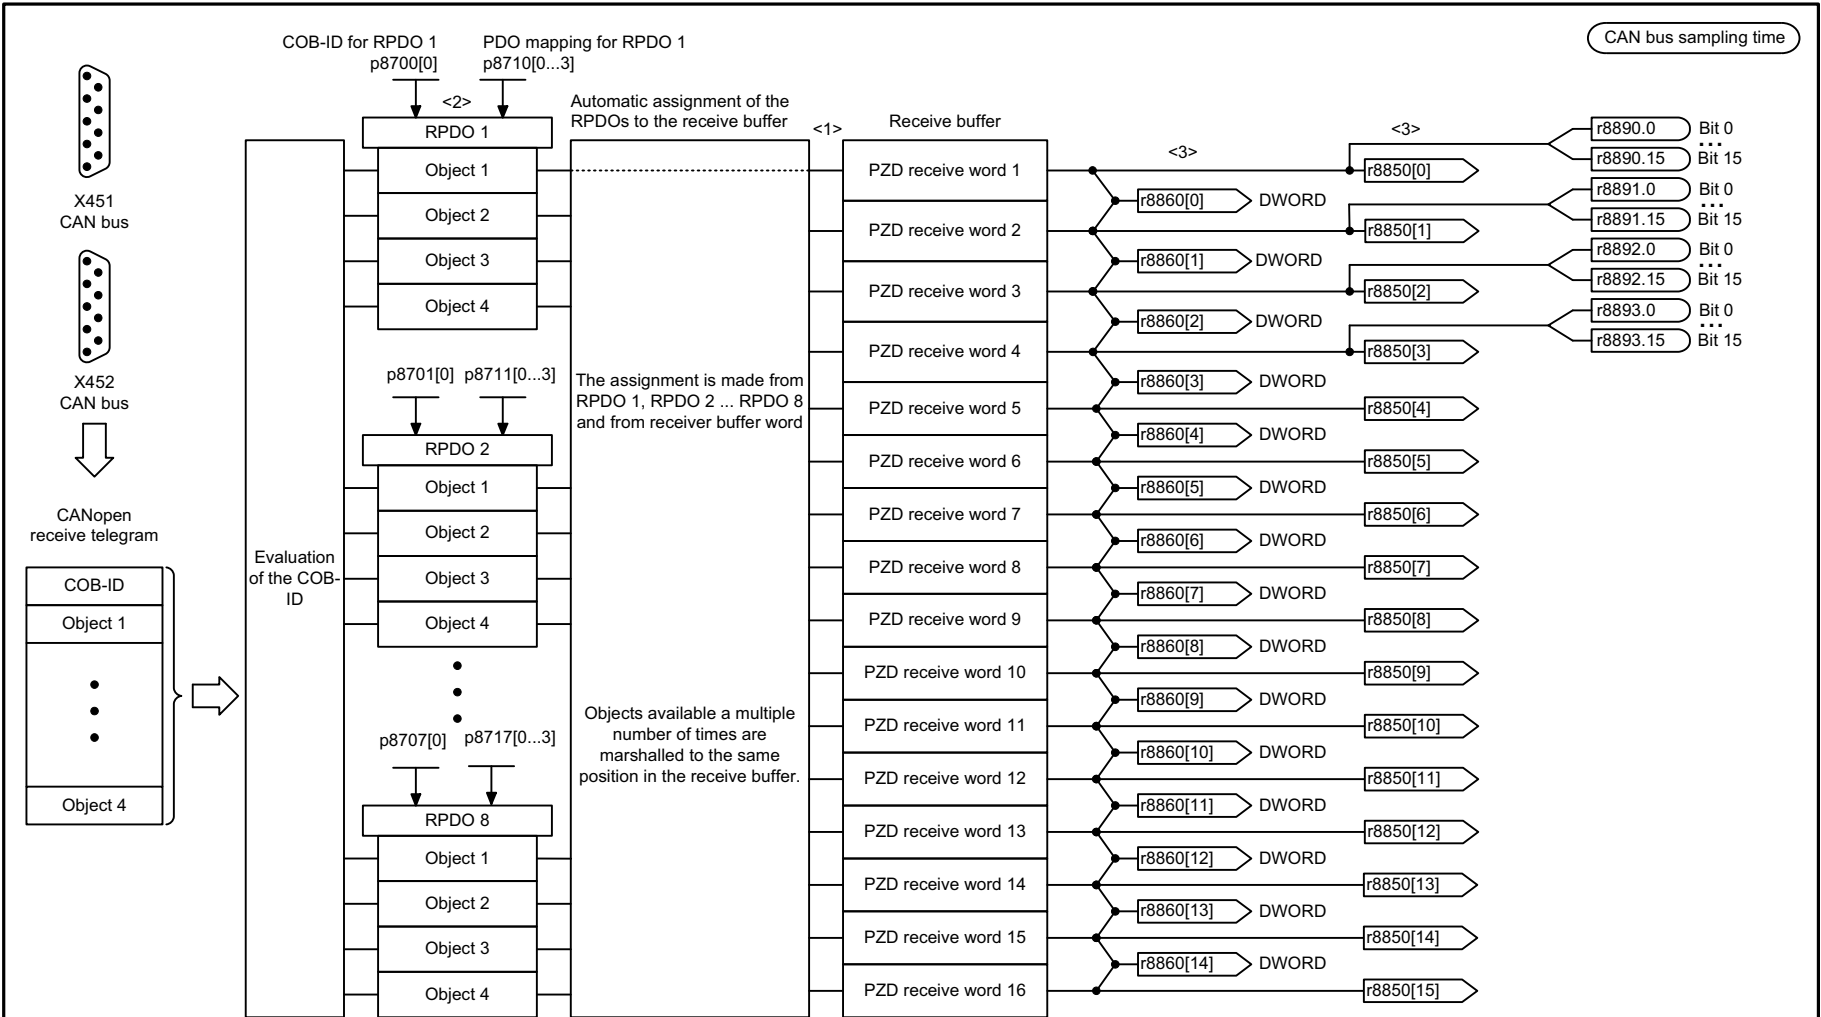 COB-ID for RPDO 1
p8700[0]
PDO mapping for RPDO 1
p8710[0...3]
CAN bus sampling time
<2>
Automatic assignment of the
RPDOs to the receive buffer
<1>
Receive buffer
<3>
<3>
X451
CAN bus
X452
CAN bus
CANopen
receive telegram
COB-ID
Object 1
Object 4
Evaluation
of the COB-
ID
RPDO 1
Object 1
Object 2
Object 3
Object 4
p8701[0]
p8711[0...3]
RPDO 2
Object 1
Object 2
Object 3
Object 4
p8707[0]
p8717[0...3]
RPDO 8
Object 1
Object 2
Object 3
Object 4
The assignment is made from
RPDO 1, RPDO 2 ... RPDO 8
and from receiver buffer word
Objects available a multiple
number of times are
marshalled to the same
position in the receive buffer.
PZD receive word 1
PZD receive word 2
PZD receive word 3
PZD receive word 4
PZD receive word 5
PZD receive word 6
PZD receive word 7
PZD receive word 8
PZD receive word 9
PZD receive word 10
PZD receive word 11
PZD receive word 12
PZD receive word 13
PZD receive word 14
PZD receive word 15
PZD receive word 16
r8860[0] DWORD
r8860[1] DWORD
r8860[2] DWORD
r8860[3] DWORD
r8860[4] DWORD
r8860[5] DWORD
r8860[6] DWORD
r8860[7] DWORD
r8860[8] DWORD
r8860[9] DWORD
r8860[10] DWORD
r8860[11] DWORD
r8860[12] DWORD
r8860[13] DWORD
r8860[14] DWORD
r8850[0]
r8850[1]
r8850[2]
r8850[3]
r8850[4]
r8850[5]
r8850[6]
r8850[7]
r8850[8]
r8850[9]
r8850[10]
r8850[11]
r8850[12]
r8850[13]
r8850[14]
r8850[15]
r8890.0 Bit 0
...
r8890.15 Bit 15
r8891.0 Bit 0
...
r8891.15 Bit 15
r8892.0 Bit 0
...
r8892.15 Bit 15
r8893.0 Bit 0
...
r8893.15 Bit 15